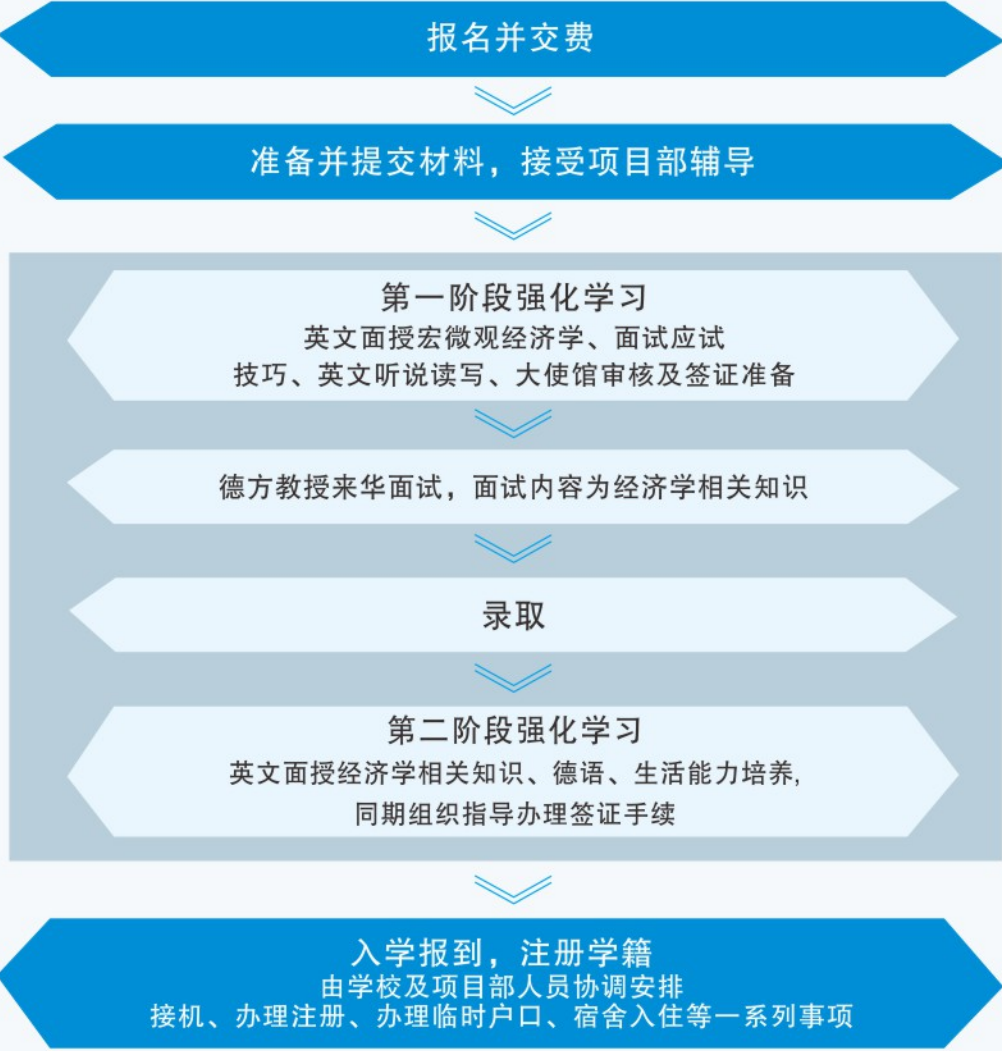 报名并交费
准备并提交材料，接受项目部辅导
第一阶段强化学习
英文面授宏微观经济学、面试应试
技巧、英文听说读写、大使馆审核及签证准备
德方教授来华面试，面试内容为经济学相关知识
录取
第二阶段强化学习
英文面授经济学相关知识、德语、生活能力培养,
同期组织指导办理签证手续
入学报到，注册学籍
由学校及项目部人员协调安排
接机、办理注册、办理临时户口、宿舍入住等一系列事项